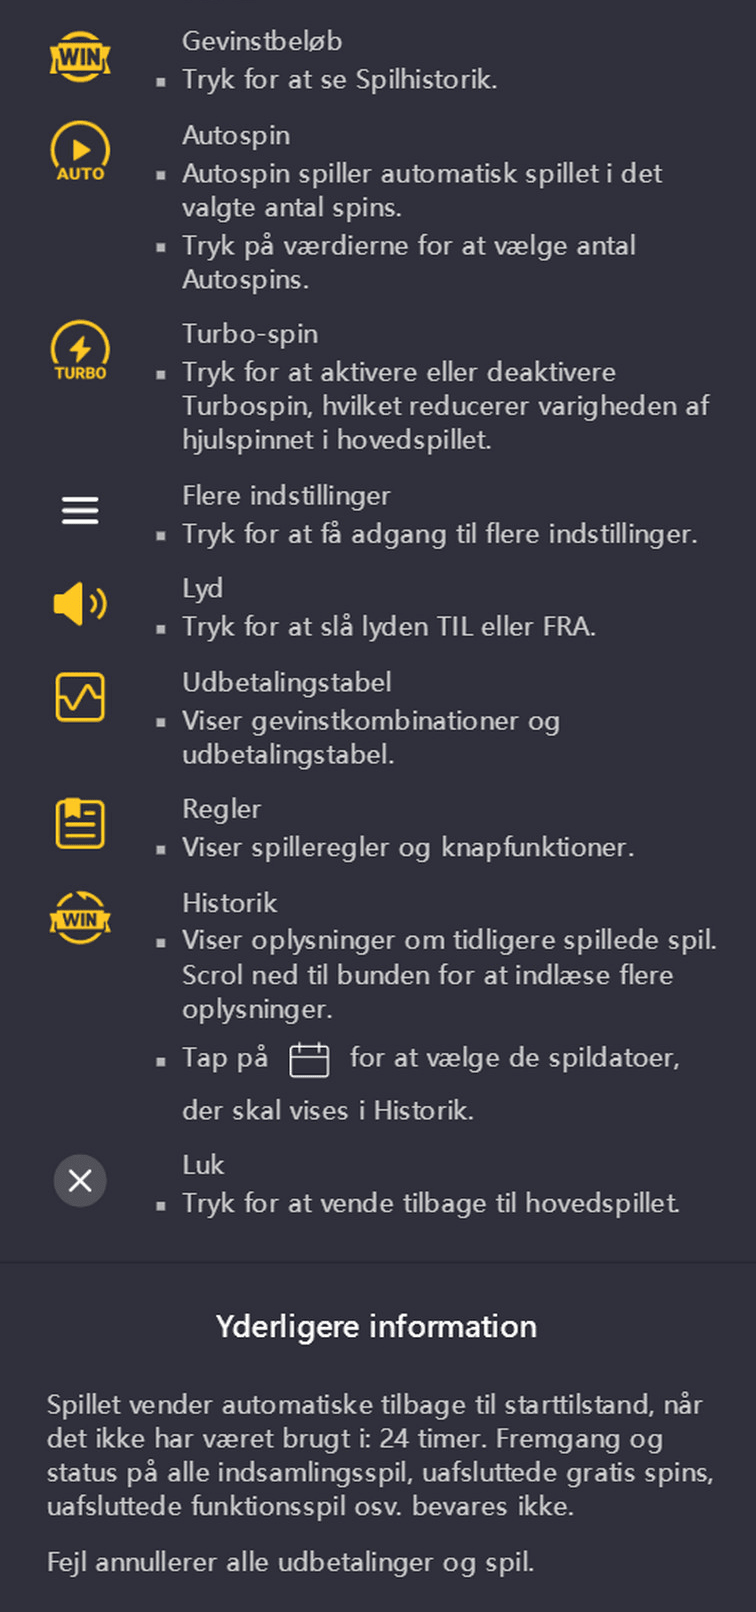 WIN
Gevinstbeløb
▪ Tryk for at se Spilhistorik.
AUTO
Autospin
▪ Autospin spiller automatisk spillet i det
valgte antal spins.
▪ Tryk på værdierne for at vælge antal
Autospins.
TURBO
Turbo-spin
▪ Tryk for at aktivere eller deaktivere
Turbospin, hvilket reducerer varigheden af
hjulspinnet i hovedspillet.
Flere indstillinger
▪ Tryk for at få adgang til flere indstillinger.
Lyd
▪ Tryk for at slå lyden TIL eller FRA.
Udbetalingstabel
▪ Viser gevinstkombinationer og
udbetalingstabel.
Regler
▪ Viser spilleregler og knapfunktioner.
WIN
Historik
▪ Viser oplysninger om tidligere spillede spil.
Scrol ned til bunden for at indlæse flere
oplysninger.
▪ Tap på for at vælge de spildatoer,
der skal vises i Historik.
Luk
▪ Tryk for at vende tilbage til hovedspillet.
Yderligere information
Spillet vender automatiske tilbage til starttilstand, når
det ikke har været brugt i: 24 timer. Fremgang og
status på alle indsamlingsspil, uafsluttede gratis spins,
uafsluttede funktionsspil osv. bevares ikke.
Fejl annullerer alle udbetalinger og spil.